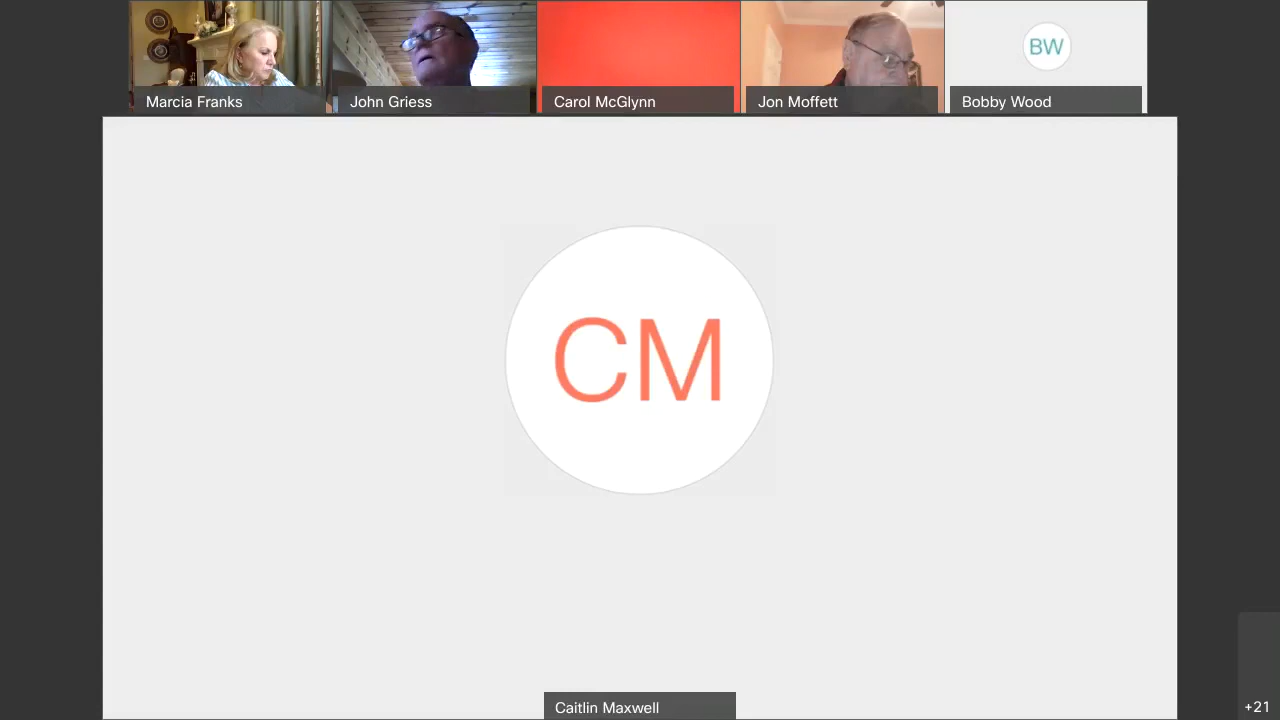 BW
Marcia Franks
John Griess
Carol McGlynn
Jon Moffett
Bobby Wood
CM
Caitlin Maxwell
+21